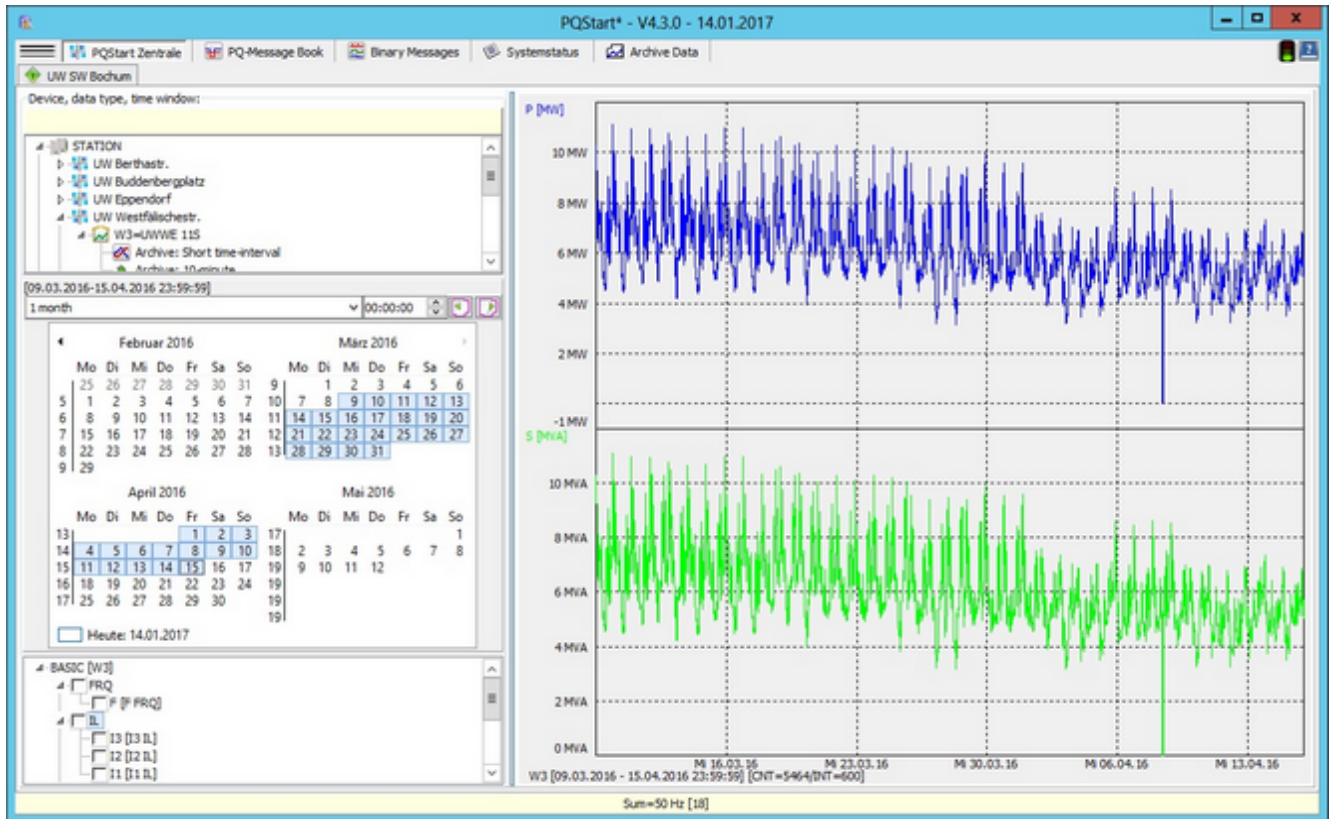 PQStart* - V4.3.0 - 14.01.2017
PQStart Zentrale PQ-Message Book Binary Messages Systemstatus Archive Data
UW SW Bochum
Device, data type, time window:
STATION
UW Berthastr.
UW Buddenbergplatz
UW Eppendorf
UW Westfälischestr.
W3=UWWE 11S
Archive: Short time-interval
Archive: 10-minute
[09.03.2016-15.04.2016 23:59:59]
1 month 00:00:00
Februar 2016
Mo Di Mi Do Fr Sa So
25 26 27 28 29 30 31
5 1 2 3 4 5 6 7
6 8 9 10 11 12 13 14
7 15 16 17 18 19 20 21
8 22 23 24 25 26 27 28
9 29
März 2016
Mo Di Mi Do Fr Sa So
9 1 2 3 4 5 6
10 7 8 9 10 11 12 13
11 14 15 16 17 18 19 20
12 21 22 23 24 25 26 27
13 28 29 30 31
April 2016
Mo Di Mi Do Fr Sa So
13 1 2 3
14 4 5 6 7 8 9 10
15 11 12 13 14 15 16 17
16 18 19 20 21 22 23 24
17 25 26 27 28 29 30
Mai 2016
Mo Di Mi Do Fr Sa So
17 1
18 2 3 4 5 6 7 8
19 9 10 11 12
19
19
19
Heute: 14.01.2017
BASIC [W3]
FRQ
F [F FRQ]
IL
I3 [I3 IL]
I2 [I2 IL]
I1 [I1 IL]
P [MW]
10 MW
8 MW
6 MW
4 MW
2 MW
-1 MW
S [MVA]
10 MVA
8 MVA
6 MVA
4 MVA
2 MVA
0 MVA
Mi 16.03.16 Mi 23.03.16 Mi 30.03.16 Mi 06.04.16 Mi 13.04.16
W3 [09.03.2016 - 15.04.2016 23:59:59] [CNT=5464/INT=600]
Sum=50 Hz [18]